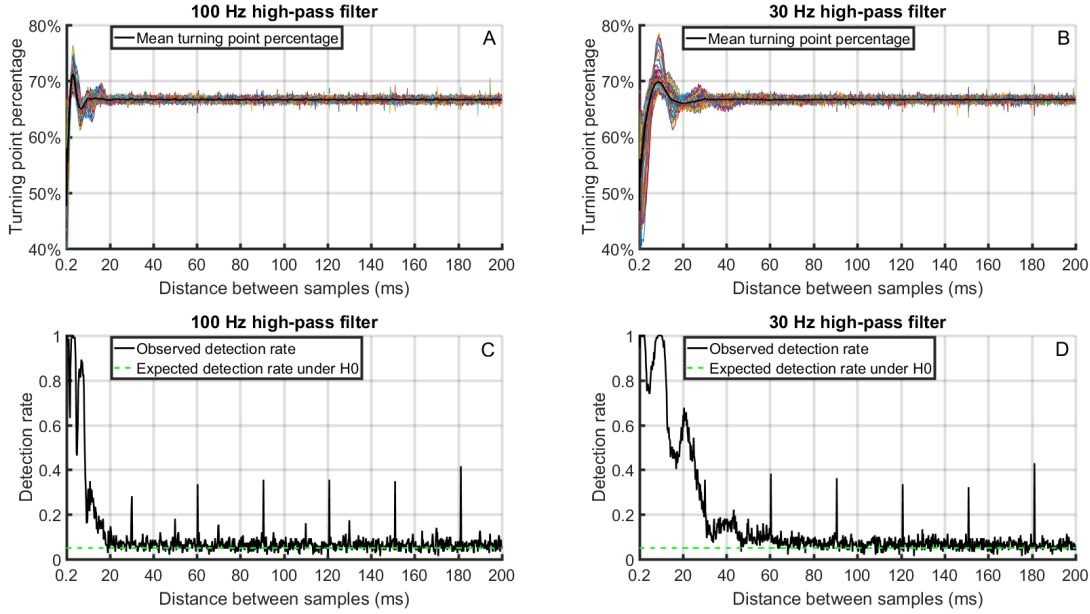 100 Hz high-pass filter
Turning point percentage
80%
70%
60%
50%
40%
Mean turning point percentage
A
0.2 20 40 60 80 100 120 140 160 180 200
Distance between samples (ms)
30 Hz high-pass filter
Turning point percentage
80%
70%
60%
50%
40%
Mean turning point percentage
B
0.2 20 40 60 80 100 120 140 160 180 200
Distance between samples (ms)
100 Hz high-pass filter
Detection rate
1
0.8
0.6
0.4
0.2
0
Observed detection rate
Expected detection rate under H0
C
0.2 20 40 60 80 100 120 140 160 180 200
Distance between samples (ms)
30 Hz high-pass filter
Detection rate
1
0.8
0.6
0.4
0.2
0
Observed detection rate
Expected detection rate under H0
D
0.2 20 40 60 80 100 120 140 160 180 200
Distance between samples (ms)